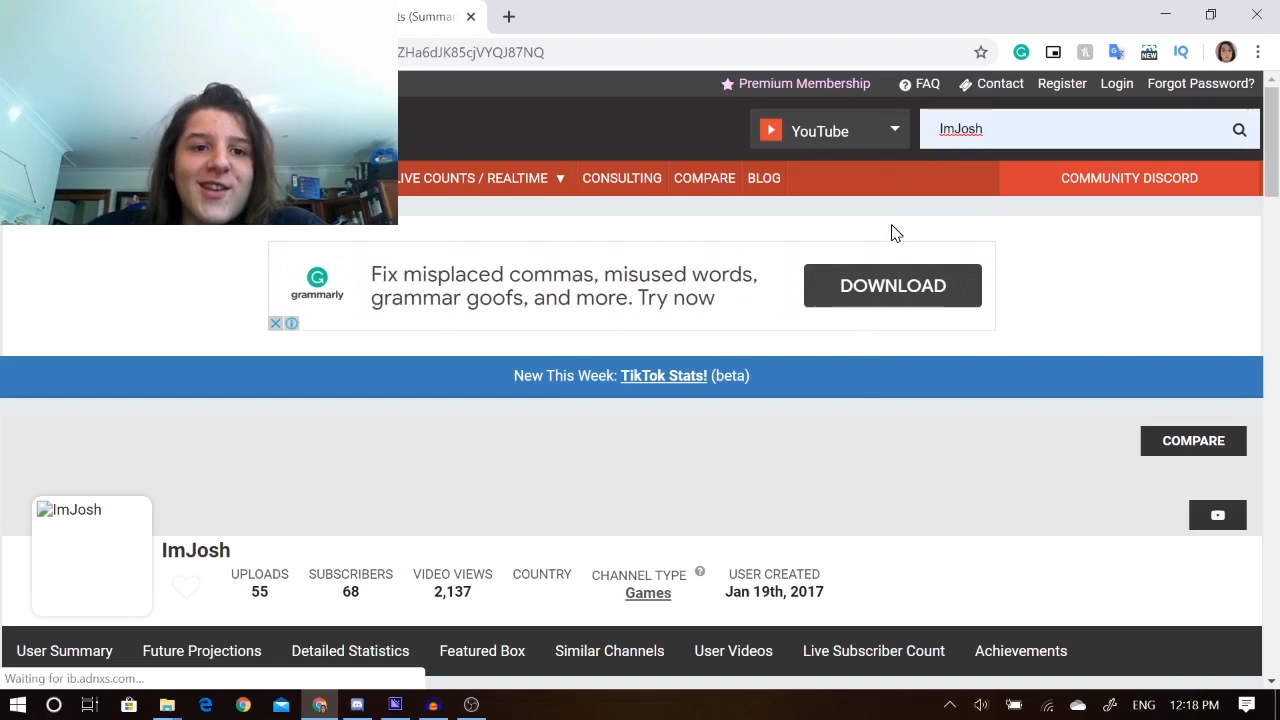 ts (Summar
ZHa6dJK85cjVYQJ87NQ
NEW
IQ
Premium Membership
FAQ
Contact
Register
Login
Forgot Password?
YouTube
ImJosh
LIVE COUNTS / REALTIME ▼
CONSULTING
COMPARE
BLOG
COMMUNITY DISCORD
grammarly
Fix misplaced commas, misused words,
grammar goofs, and more. Try now
DOWNLOAD
New This Week: TikTok Stats! (beta)
COMPARE
ImJosh
ImJosh
UPLOADS
55
SUBSCRIBERS
68
VIDEO VIEWS
2,137
COUNTRY
CHANNEL TYPE
Games
USER CREATED
Jan 19th, 2017
User Summary
Future Projections
Detailed Statistics
Featured Box
Similar Channels
User Videos
Live Subscriber Count
Achievements
Waiting for ib.adnxs.com...
ENG
12:18 PM